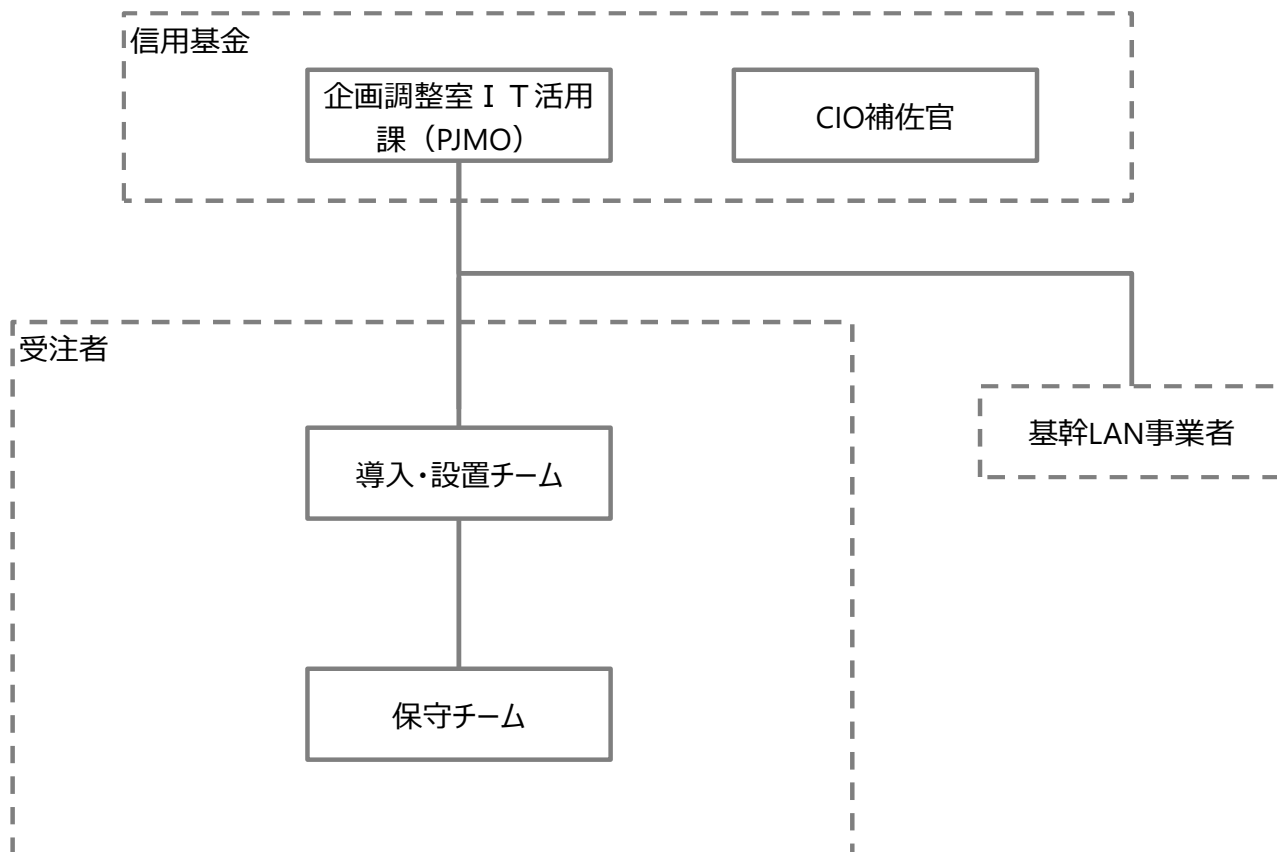 信用基金
企画調整室ＩＴ活用
課（PJMO）
CIO補佐官
受注者
基幹LAN事業者
導入・設置チーム
保守チーム